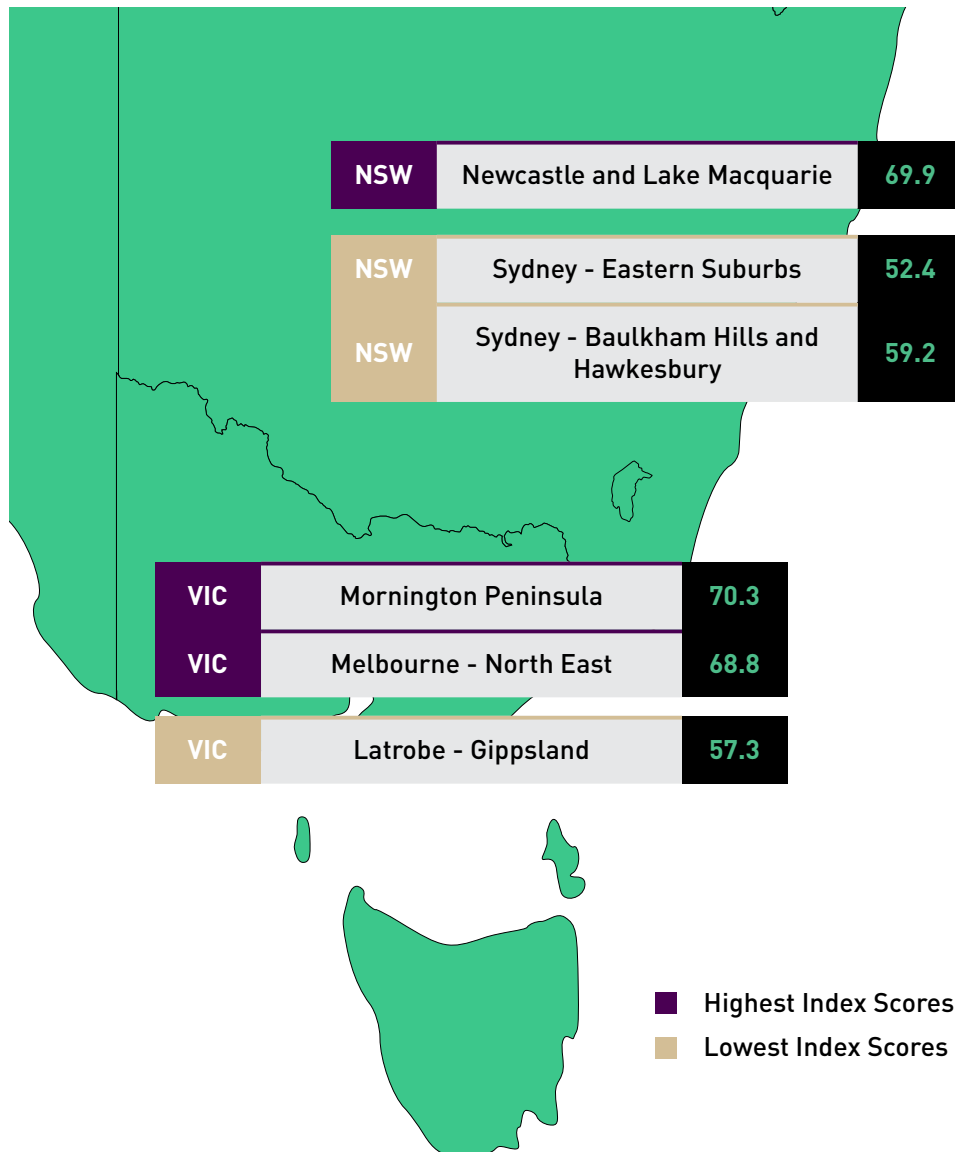 NSW Newcastle and Lake Macquarie 69.9
NSW Sydney - Eastern Suburbs 52.4
NSW Sydney - Baulkham Hills and
Hawkesbury 59.2
VIC Mornington Peninsula 70.3
VIC Melbourne - North East 68.8
VIC Latrobe - Gippsland 57.3
Highest Index Scores
Lowest Index Scores